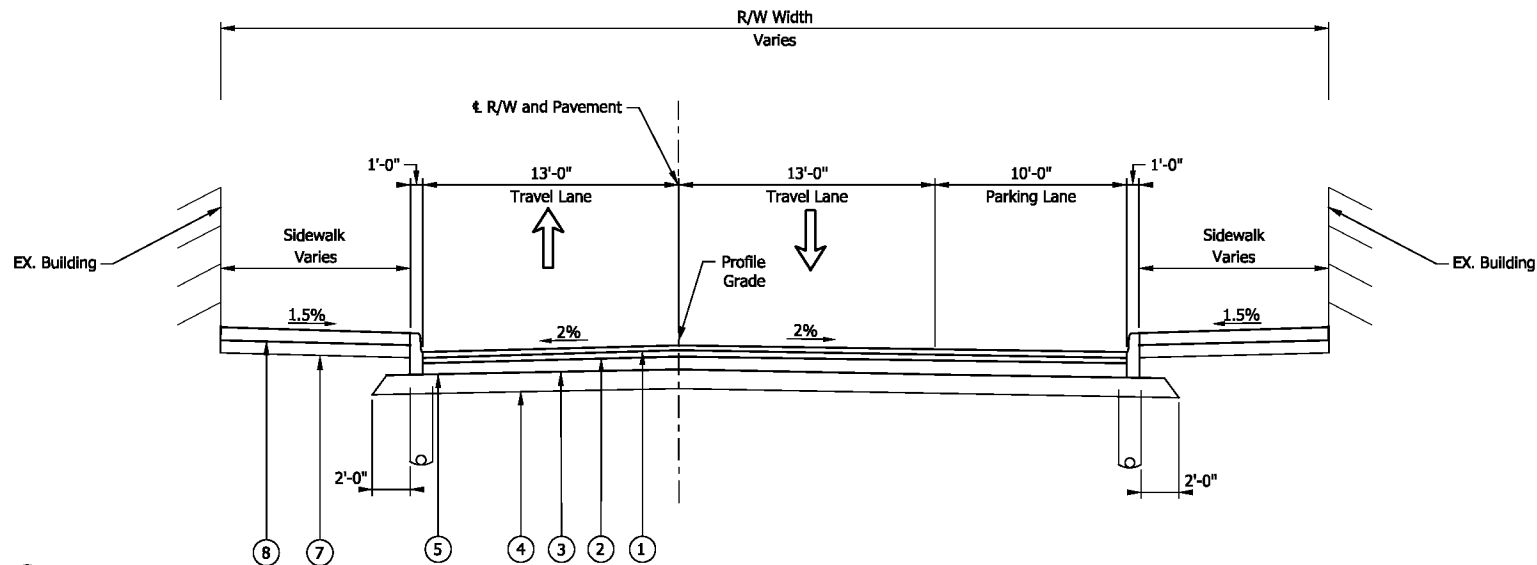 R/W Width
Varies
℄ R/W and Pavement
1'-0"
13'-0"
13'-0"
10'-0"
1'-0"
Travel Lane
Travel Lane
Parking Lane
Sidewalk
Varies
Sidewalk
Varies
EX. Building
Profile
Grade
EX. Building
1.5%
2%
2%
1.5%
2'-0"
2'-0"
8
7
5
4
3
2
1